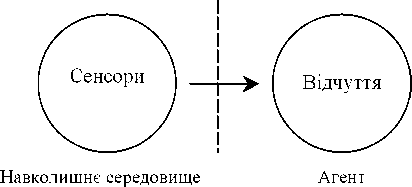 Сенсори
Відчуття
Навколишнє середовище
Агент